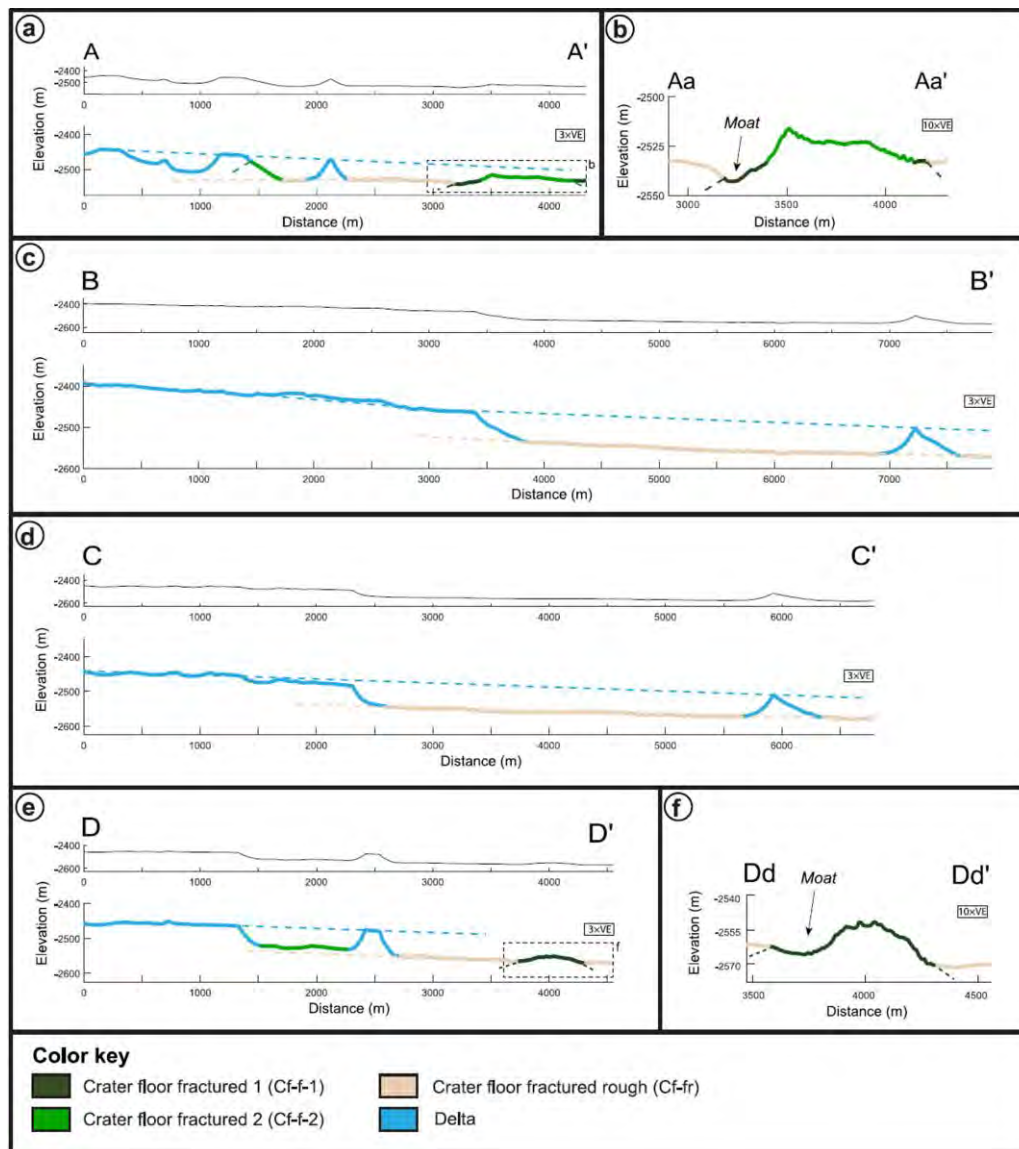 a
A A'
-2400
-2500
0 1000 2000 3000 4000
3×VE
Elevation (m)
-2400
-2500
b
0 1000 2000 3000 4000
Distance (m)
b
Aa Aa'
-2500
10×VE
Moat
Elevation (m)
-2525
-2550
3000 3500 4000
Distance (m)
c
B B'
-2400
-2600
0 1000 2000 3000 4000 5000 6000 7000
Elevation (m)
-2400
3×VE
-2500
-2600
0 1000 2000 3000 4000 5000 6000 7000
Distance (m)
d
C C'
-2400
-2600
0 1000 2000 3000 4000 5000 6000
Elevation (m)
-2400
3×VE
-2500
-2600
0 1000 2000 3000 4000 5000 6000
Distance (m)
e
D D'
-2400
-2600
0 1000 2000 3000 4000
Elevation (m)
-2400
3×VE
-2500
f
-2600
0 1000 2000 3000 4000
Distance (m)
f
Dd Dd'
Moat
-2540
10×VE
Elevation (m)
-2555
-2570
3500 4000 4500
Distance (m)
Color key
Crater floor fractured 1 (Cf-f-1)
Crater floor fractured rough (Cf-fr)
Crater floor fractured 2 (Cf-f-2)
Delta